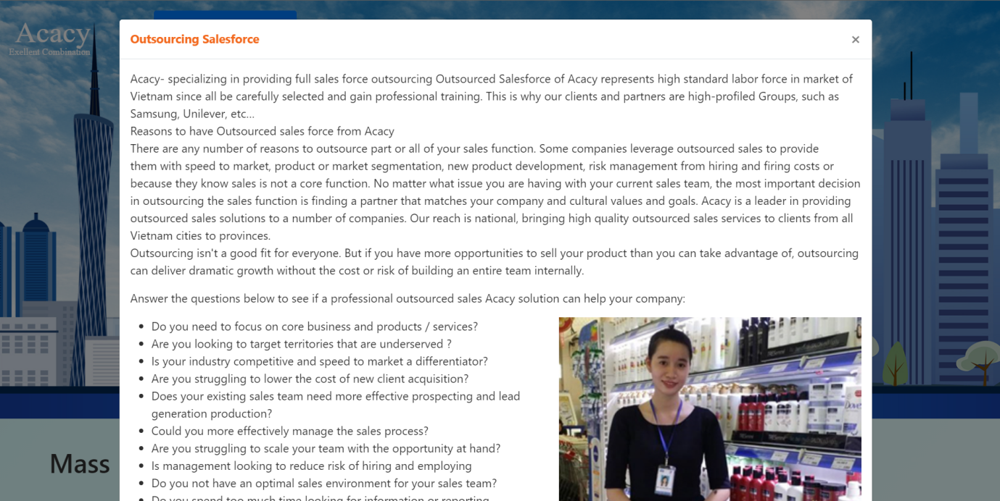 Acacy
Exellent Combination
Outsourcing Salesforce
×
Acacy- specializing in providing full sales force outsourcing Outsourced Salesforce of Acacy represents high standard labor force in market of
Vietnam since all be carefully selected and gain professional training. This is why our clients and partners are high-profiled Groups, such as
Samsung, Unilever, etc...
Reasons to have Outsourced sales force from Acacy
There are any number of reasons to outsource part or all of your sales function. Some companies leverage outsourced sales to provide
them with speed to market, product or market segmentation, new product development, risk management from hiring and firing costs or
because they know sales is not a core function. No matter what issue you are having with your current sales team, the most important decision
in outsourcing the sales function is finding a partner that matches your company and cultural values and goals. Acacy is a leader in providing
outsourced sales solutions to a number of companies. Our reach is national, bringing high quality outsourced sales services to clients from all
Vietnam cities to provinces.
Outsourcing isn't a good fit for everyone. But if you have more opportunities to sell your product than you can take advantage of, outsourcing
can deliver dramatic growth without the cost or risk of building an entire team internally.
Answer the questions below to see if a professional outsourced sales Acacy solution can help your company:
• Do you need to focus on core business and products / services?
• Are you looking to target territories that are underserved ?
• Is your industry competitive and speed to market a differentiator?
• Are you struggling to lower the cost of new client acquisition?
• Does your existing sales team need more effective prospecting and lead
generation production?
• Could you more effectively manage the sales process?
• Are you struggling to scale your team with the opportunity at hand?
• Is management looking to reduce risk of hiring and employing
• Do you not have an optimal sales environment for your sales team?
• Do you spend too much time looking for information or reporting
Dove
Mass